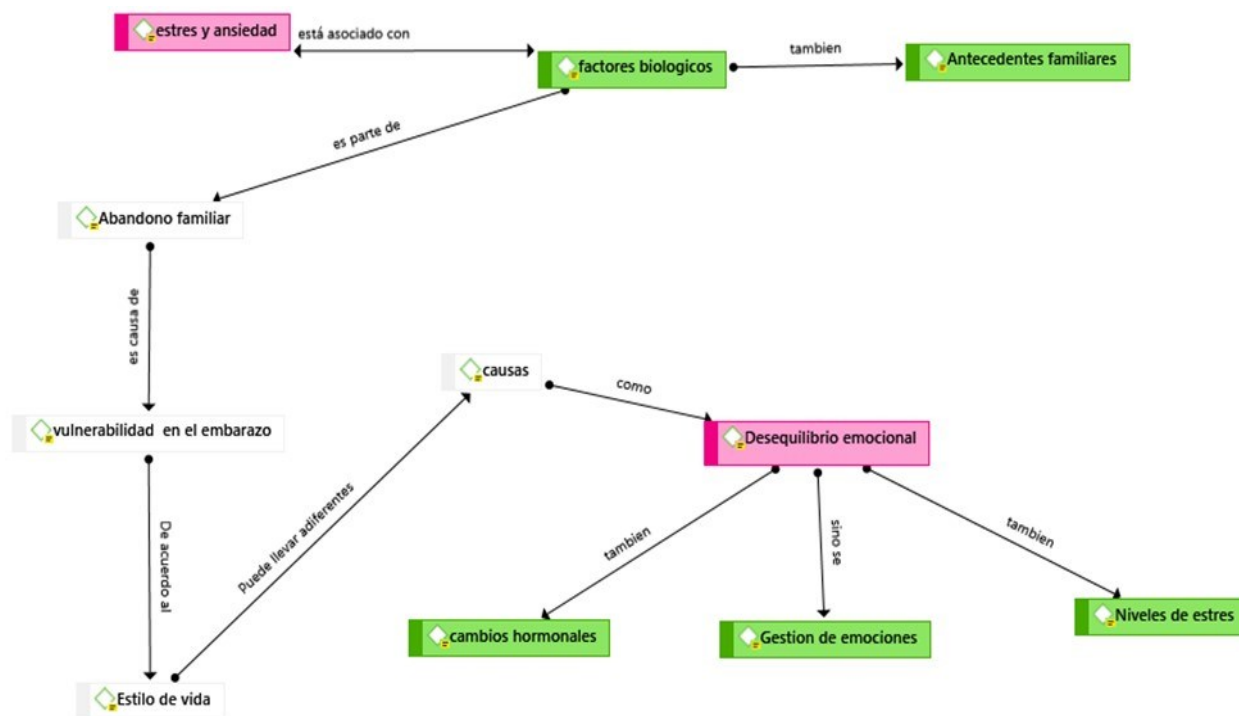 estres y ansiedad
está asociado con
factores biologicos
tambien
Antecedentes familiares
es parte de
Abandono familiar
es causa de
vulnerabilidad en el embarazo
De acuerdo al
Estilo de vida
Puede llevar adiferentes
causas
como
Desequilibrio emocional
tambien
sino se
tambien
cambios hormonales
Gestion de emociones
Niveles de estres